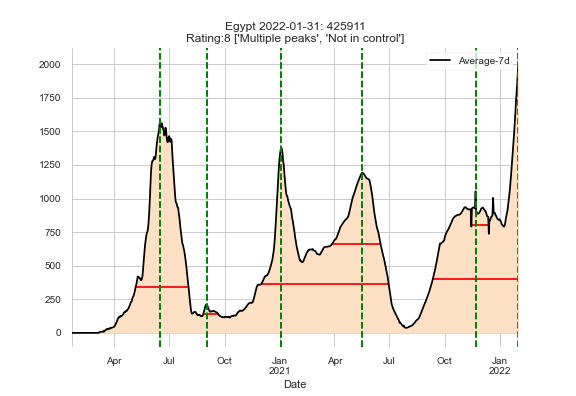 Egypt 2022-01-31: 425911
Rating:8 ['Multiple peaks', 'Not in control']
Average-7d
2000
1750
1500
1250
1000
750
500
250
0
Apr Jul Oct Jan Apr Jul Oct Jan
2021 2022
Date